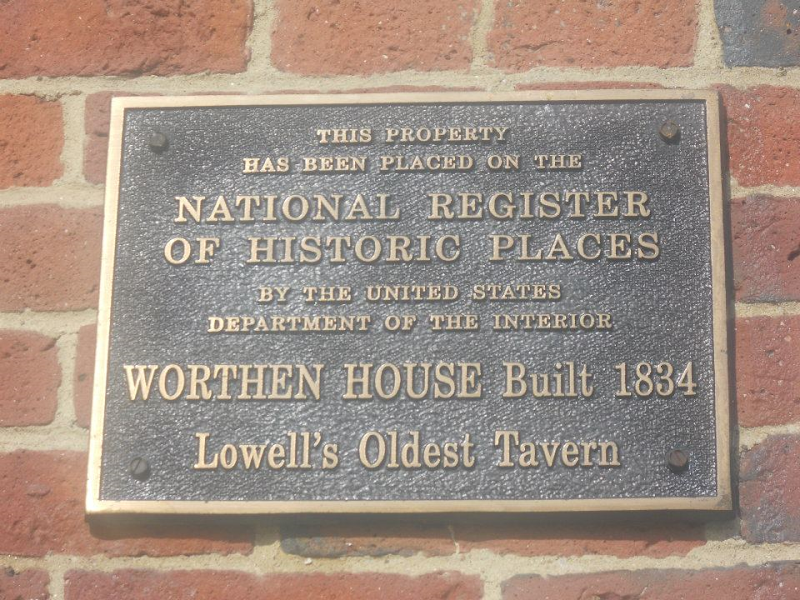 THIS PROPERTY
HAS BEEN PLACED ON THE
NATIONAL REGISTER
OF HISTORIC PLACES
BY THE UNITED STATES
DEPARTMENT OF THE INTERIOR
WORTHEN HOUSE Built 1834
Lowell's Oldest Tavern